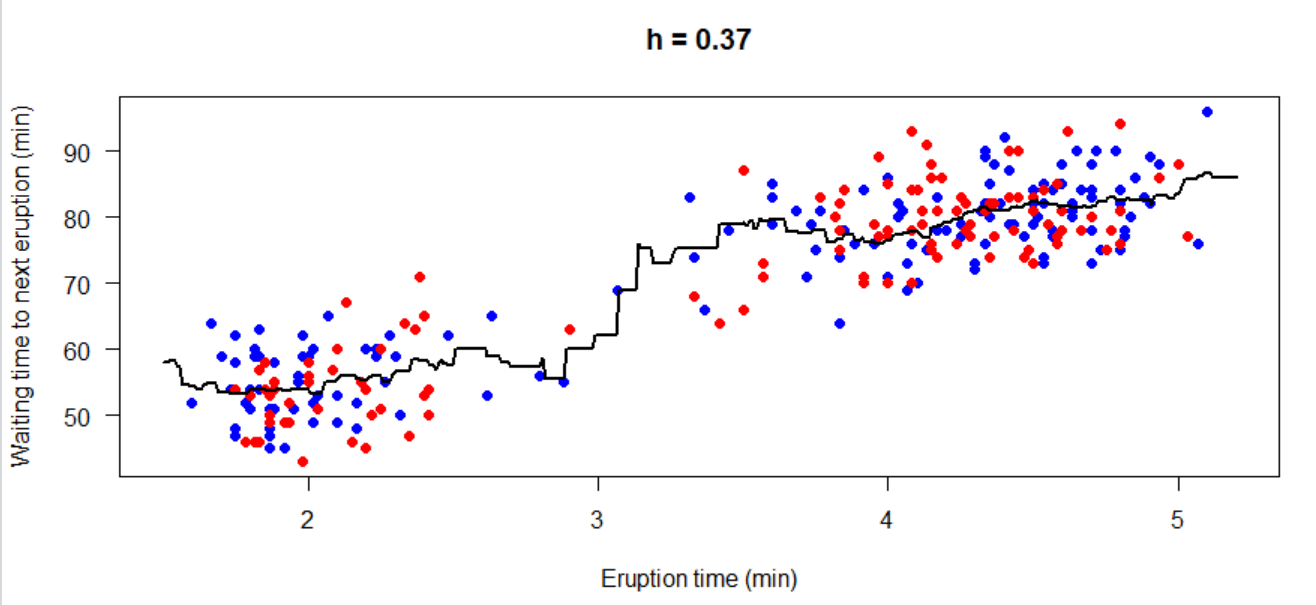 h = 0.37
Waiting time to next eruption (min)
90
80
70
60
50
2 3 4 5
Eruption time (min)